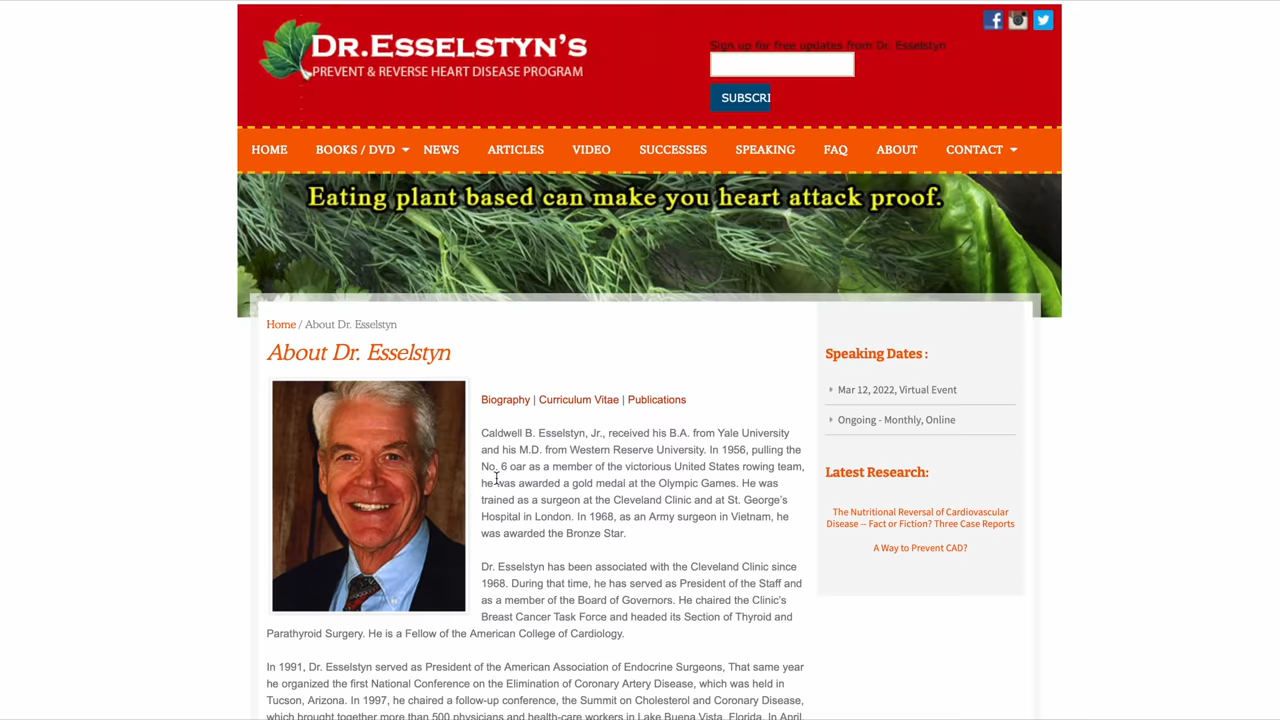 DR.ESSELSTYN'S
PREVENT & REVERSE HEART DISEASE PROGRAM
Sign up for free updates from Dr. Esselstyn
SUBSCRI
HOME BOOKS / DVD NEWS ARTICLES VIDEO SUCCESSES SPEAKING FAQ ABOUT CONTACT
Eating plant based can make you heart attack proof.
Home / About Dr. Esselstyn
About Dr. Esselstyn
Biography | Curriculum Vitae | Publications
Caldwell B. Esselstyn, Jr., received his B.A. from Yale University
and his M.D. from Western Reserve University. In 1956, pulling the
No. 6 oar as a member of the victorious United States rowing team,
he was awarded a gold medal at the Olympic Games. He was
trained as a surgeon at the Cleveland Clinic and at St. George's
Hospital in London. In 1968, as an Army surgeon in Vietnam, he
was awarded the Bronze Star.
Dr. Esselstyn has been associated with the Cleveland Clinic since
1968. During that time, he has served as President of the Staff and
as a member of the Board of Governors. He chaired the Clinic's
Breast Cancer Task Force and headed its Section of Thyroid and
Parathyroid Surgery. He is a Fellow of the American College of Cardiology.
In 1991, Dr. Esselstyn served as President of the American Association of Endocrine Surgeons, That same year
he organized the first National Conference on the Elimination of Coronary Artery Disease, which was held in
Tucson, Arizona. In 1997, he chaired a follow-up conference, the Summit on Cholesterol and Coronary Disease,
which brought together more than 500 physicians and health-care workers in Lake Buena Vista, Florida. In April,
Speaking Dates :
Mar 12, 2022, Virtual Event
Ongoing - Monthly, Online
Latest Research:
The Nutritional Reversal of Cardiovascular
Disease -- Fact or Fiction? Three Case Reports
A Way to Prevent CAD?